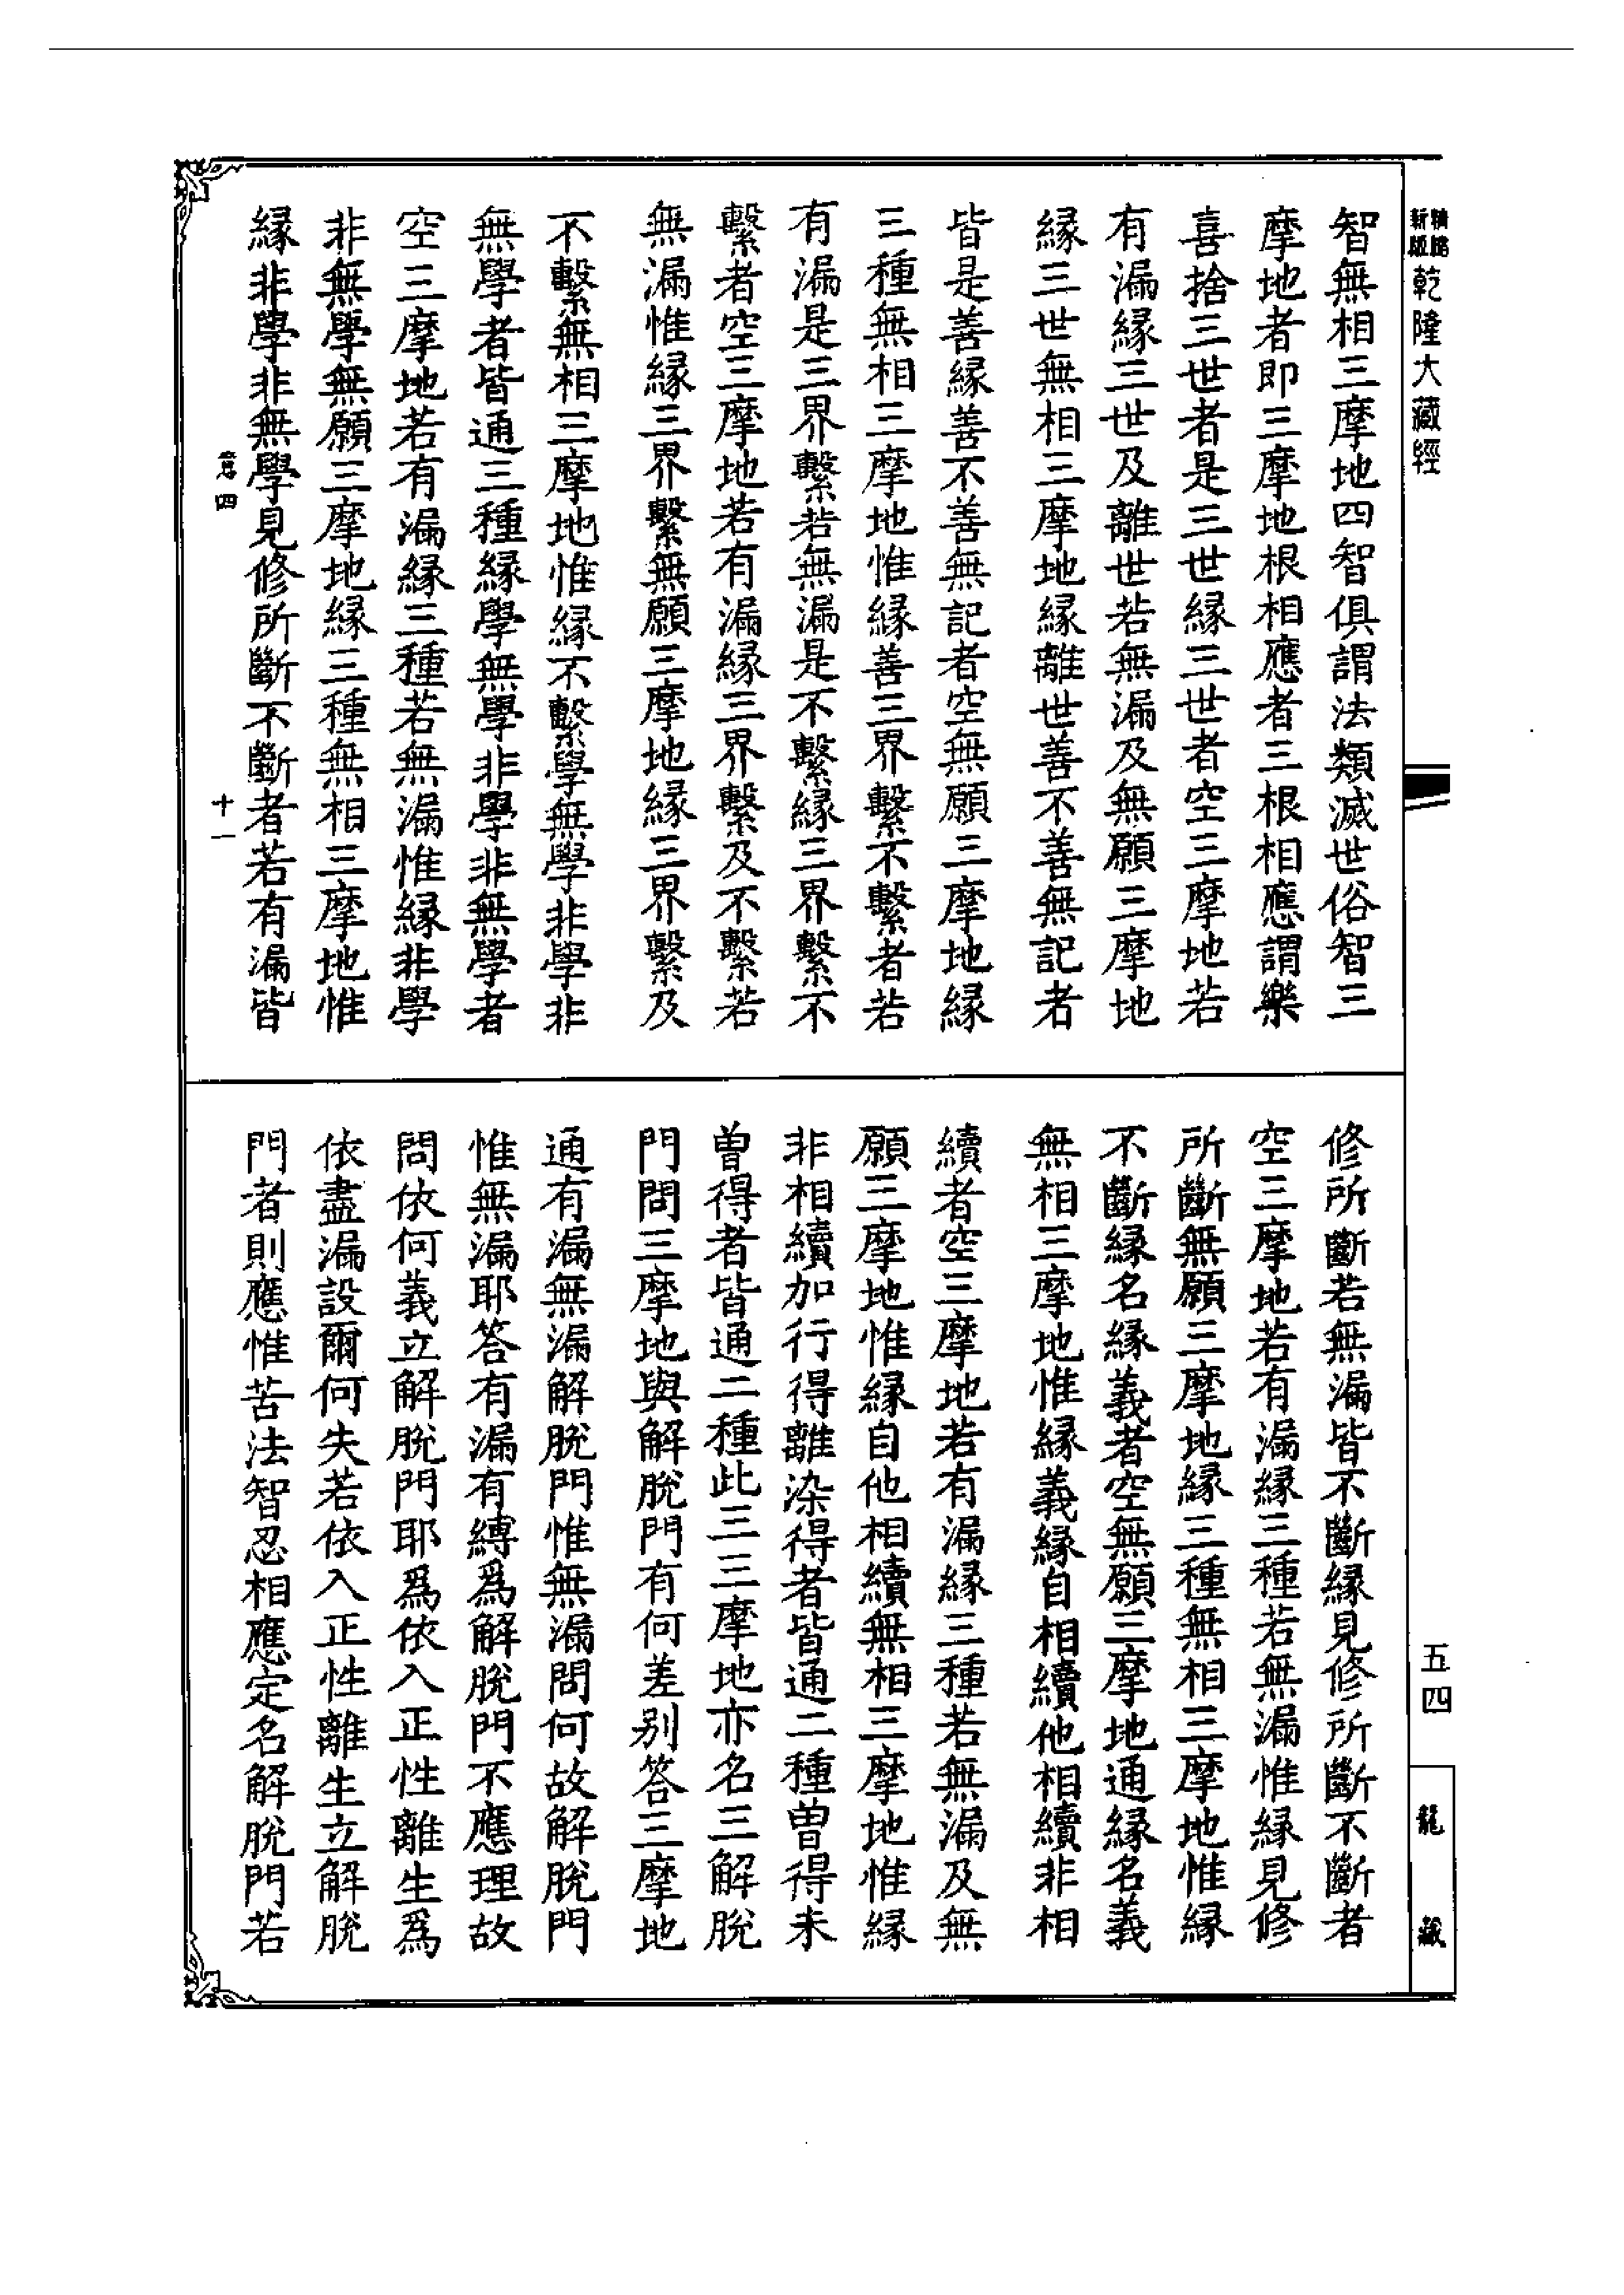 乾隆大藏經
智無相三摩地四智俱謂法類滅世俗智三
摩地者即三摩地根相應者三根相應謂樂
喜捨三世者是三世緣三世者空三摩地若
有漏緣三世及離世若無漏及無願三摩地
緣三世無相三摩地緣離世善不善無記者
皆是善緣善不善無記者空無願三摩地緣
三種無相三摩地惟緣善三界繫不繫者若
有漏是三界繫若無漏是不繫緣三界繫不
繫者空三摩地若有漏緣三界繫及不繫若
無漏惟緣三界繫無願三摩地緣三界繫及
不繫無相三摩地惟緣不繫學無學非學非
無學者皆通三種緣學無學非學非無學者
空三摩地若有漏緣三種若無漏惟緣非學
非無學無願三摩地緣三種無相三摩地惟
緣非學非無學見修所斷不斷者若有漏皆
四
十一
修所斷若無漏皆不斷緣見修所斷不斷者
空三摩地若有漏緣三種若無漏惟緣見修
所斷無願三摩地緣三種無相三摩地惟緣
不斷緣名緣義者空無願三摩地通緣名義
無相三摩地惟緣義緣自相續他相續非相
續者空三摩地若有漏緣三種若無漏及無
願三摩地惟緣自他相續無相三摩地惟緣
非相續加行得離染得者皆通二種曾得未
曾得者皆通二種此三三摩地亦名三解脫
門問三摩地與解脫門有何差別答三摩地
通有漏無漏解脫門惟無漏問何故解脫門
惟無漏耶答有漏有縛為解脫門不應理故
問依何義立解脫門耶為依入正性離生為
依盡漏設爾何失若依入正性離生立解脫
門者則應惟苦法智忍相應定名解脫門若
五四
龍藏